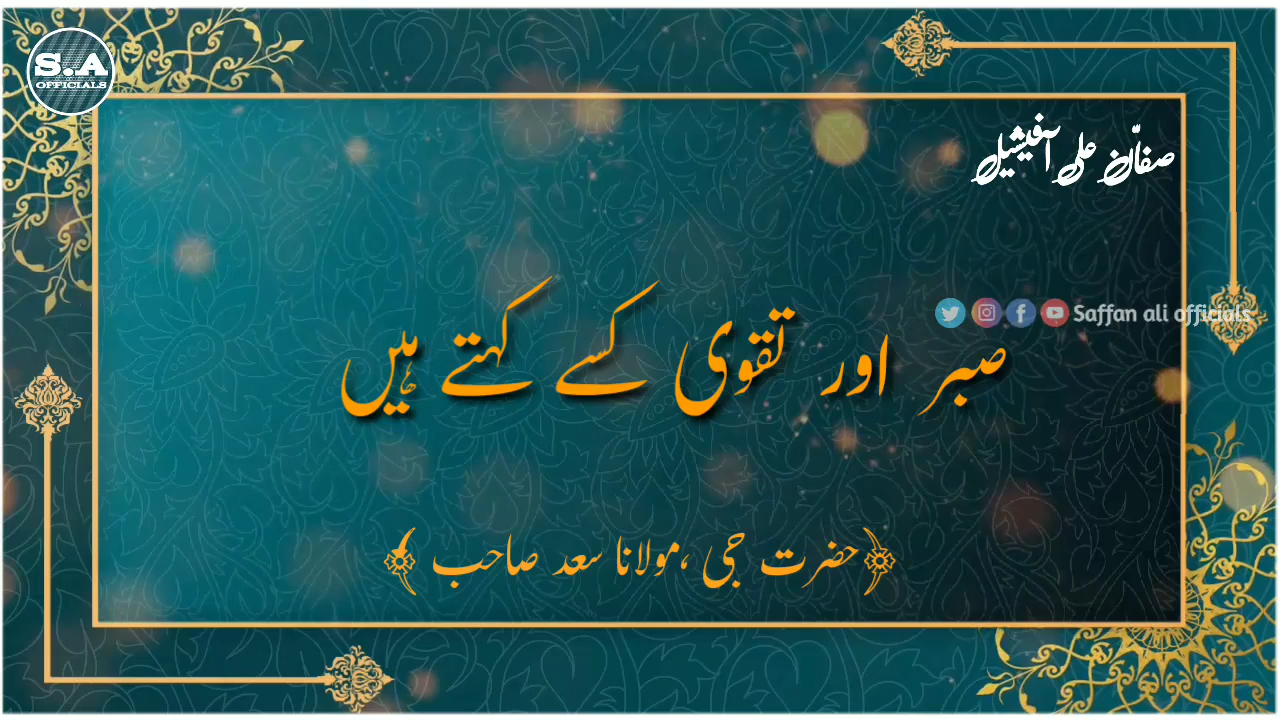 S.A
OFFICIALS
صفّان علی آفیشیل
Saffan ali officials
صبر اور تقوی کسے کہتے ہیں
حضرت جی ،مولانا سعد صاحب